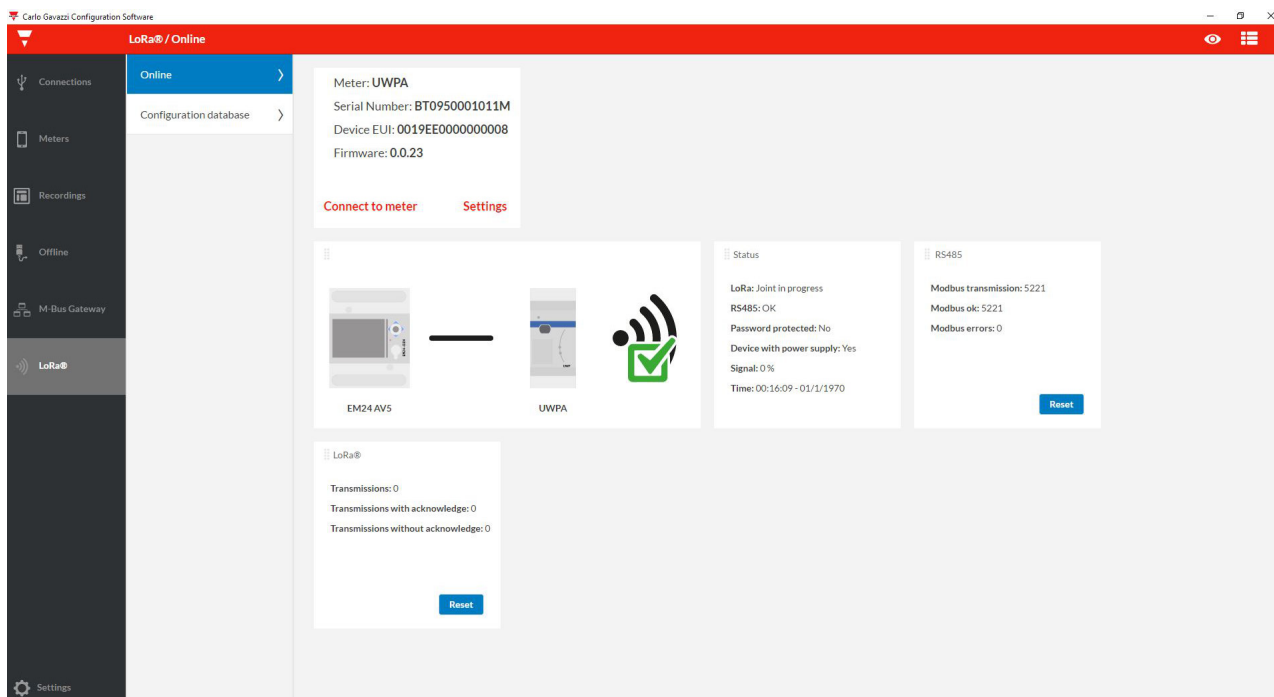 Carlo Gavazzi Configuration Software
LoRa® / Online
Connections
Meters
Recordings
Offline
M-Bus Gateway
LoRa®
Settings
Online
Configuration database
Meter: UWPA
Serial Number: BT0950001011M
Device EUI: 0019EE0000000008
Firmware: 0.0.23
Connect to meter Settings
EM24 AV5 UWPA
Status
LoRa: Joint in progress
RS485: OK
Password protected: No
Device with power supply: Yes
Signal: 0 %
Time: 00:16:09 - 01/1/1970
RS485
Modbus transmission: 5221
Modbus ok: 5221
Modbus errors: 0
Reset
LoRa®
Transmissions: 0
Transmissions with acknowledge: 0
Transmissions without acknowledge: 0
Reset